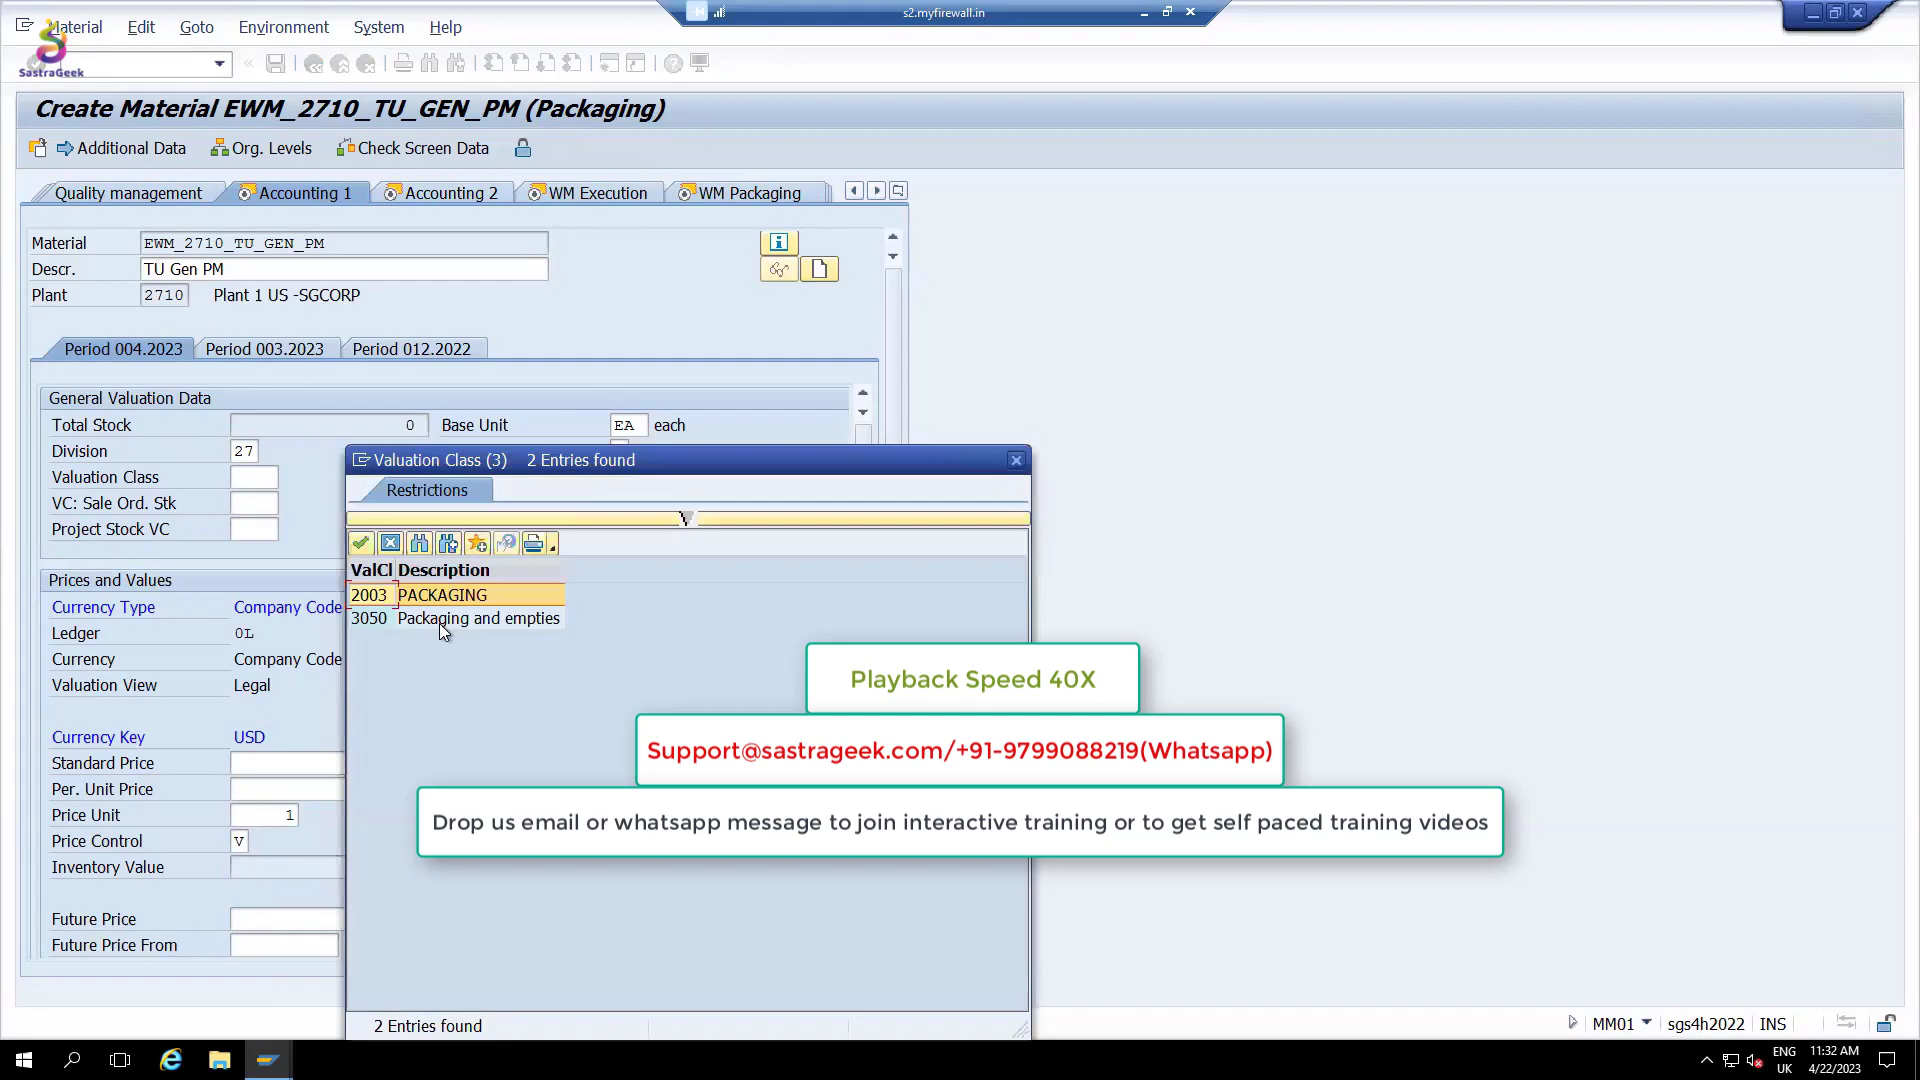 s2.myfirewall.in
Material Edit Goto Environment System Help
SastraGeek
Create Material EWM_2710_TU_GEN_PM (Packaging)
Additional Data Org. Levels Check Screen Data
Quality management Accounting 1 Accounting 2 WM Execution WM Packaging
Material EWM_2710_TU_GEN_PM
Descr. TU Gen PM
Plant 2710 Plant 1 US -SGCORP
Period 004.2023 Period 003.2023 Period 012.2022
General Valuation Data
Total Stock 0 Base Unit EA each
Division 27
Valuation Class
VC: Sale Ord. Stk
Project Stock VC
Prices and Values
Currency Type Company Code
Ledger 0L
Currency Company Code
Valuation View Legal
Currency Key USD
Standard Price
Per. Unit Price
Price Unit 1
Price Control V
Inventory Value
Future Price
Future Price From
Valuation Class (3) 2 Entries found
Restrictions
ValCl Description
2003 PACKAGING
3050 Packaging and empties
2 Entries found
Playback Speed 40X
Support@sastrageek.com/+91-9799088219(Whatsapp)
Drop us email or whatsapp message to join interactive training or to get self paced training videos
MM01 sgs4h2022 INS
ENG
UK
11:32 AM
4/22/2023